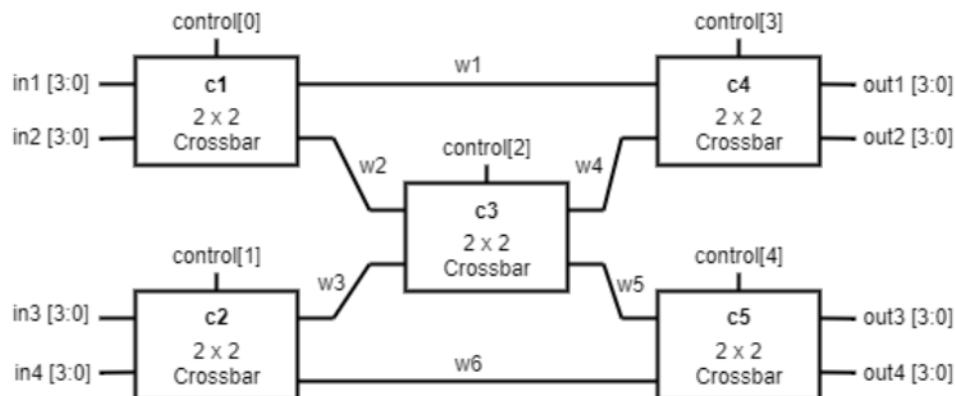 control[0]
control[3]
in1 [3:0]
c1
w1
c4
out1 [3:0]
in2 [3:0]
2 x 2
Crossbar
2 x 2
Crossbar
out2 [3:0]
w2
control[2]
w4
c3
2 x 2
Crossbar
control[1]
control[4]
w3
w5
in3 [3:0]
c2
c5
out3 [3:0]
in4 [3:0]
2 x 2
Crossbar
w6
2 x 2
Crossbar
out4 [3:0]